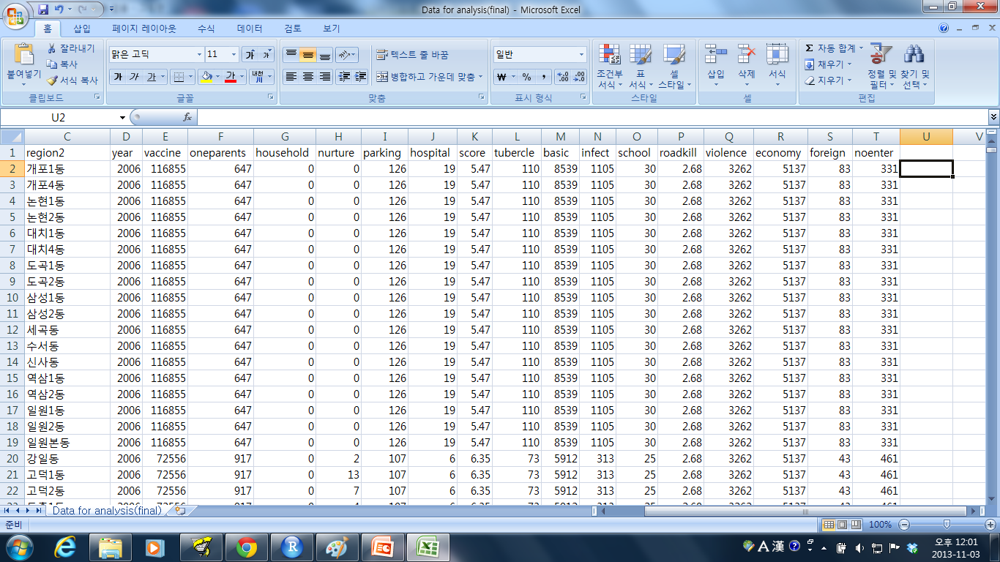 Data for analysis(final) - Microsoft Excel
홈 삽입 페이지 레이아웃 수식 데이터 검토 보기
붙여넣기 잘라내기 복사 서식 복사 클립보드
맑은 고딕 11 가 가 가 가 가 가 내천 글꼴
텍스트 줄 바꿈 병합하고 가운데 맞춤 맞춤
일반 ₩ % , 표시 형식
조건부 서식 표 서식 셀 스타일 스타일
삽입 삭제 서식 셀
Σ 자동 합계 채우기 지우기 정렬 및 필터 찾기 및 선택 편집
U2 fx
C D E F G H I J K L M N O P Q R S T U V
1 region2 year vaccine oneparents household nurture parking hospital score tubercle basic infect school roadkill violence economy foreign noenter
2 개포1동 2006 116855 647 0 0 126 19 5.47 110 8539 1105 30 2.68 3262 5137 83 331
3 개포4동 2006 116855 647 0 0 126 19 5.47 110 8539 1105 30 2.68 3262 5137 83 331
4 논현1동 2006 116855 647 0 0 126 19 5.47 110 8539 1105 30 2.68 3262 5137 83 331
5 논현2동 2006 116855 647 0 0 126 19 5.47 110 8539 1105 30 2.68 3262 5137 83 331
6 대치1동 2006 116855 647 0 0 126 19 5.47 110 8539 1105 30 2.68 3262 5137 83 331
7 대치4동 2006 116855 647 0 0 126 19 5.47 110 8539 1105 30 2.68 3262 5137 83 331
8 도곡1동 2006 116855 647 0 0 126 19 5.47 110 8539 1105 30 2.68 3262 5137 83 331
9 도곡2동 2006 116855 647 0 0 126 19 5.47 110 8539 1105 30 2.68 3262 5137 83 331
10 삼성1동 2006 116855 647 0 0 126 19 5.47 110 8539 1105 30 2.68 3262 5137 83 331
11 삼성2동 2006 116855 647 0 0 126 19 5.47 110 8539 1105 30 2.68 3262 5137 83 331
12 세곡동 2006 116855 647 0 0 126 19 5.47 110 8539 1105 30 2.68 3262 5137 83 331
13 수서동 2006 116855 647 0 0 126 19 5.47 110 8539 1105 30 2.68 3262 5137 83 331
14 신사동 2006 116855 647 0 0 126 19 5.47 110 8539 1105 30 2.68 3262 5137 83 331
15 역삼1동 2006 116855 647 0 0 126 19 5.47 110 8539 1105 30 2.68 3262 5137 83 331
16 역삼2동 2006 116855 647 0 0 126 19 5.47 110 8539 1105 30 2.68 3262 5137 83 331
17 일원1동 2006 116855 647 0 0 126 19 5.47 110 8539 1105 30 2.68 3262 5137 83 331
18 일원2동 2006 116855 647 0 0 126 19 5.47 110 8539 1105 30 2.68 3262 5137 83 331
19 일원본동 2006 116855 647 0 0 126 19 5.47 110 8539 1105 30 2.68 3262 5137 83 331
20 강일동 2006 72556 917 0 2 107 6 6.35 73 5912 313 25 2.68 3262 5137 43 461
21 고덕1동 2006 72556 917 0 13 107 6 6.35 73 5912 313 25 2.68 3262 5137 43 461
22 고덕2동 2006 72556 917 0 7 107 6 6.35 73 5912 313 25 2.68 3262 5137 43 461
Data for analysis(final)
준비 100%
A 漢 오후 12:01
2013-11-03